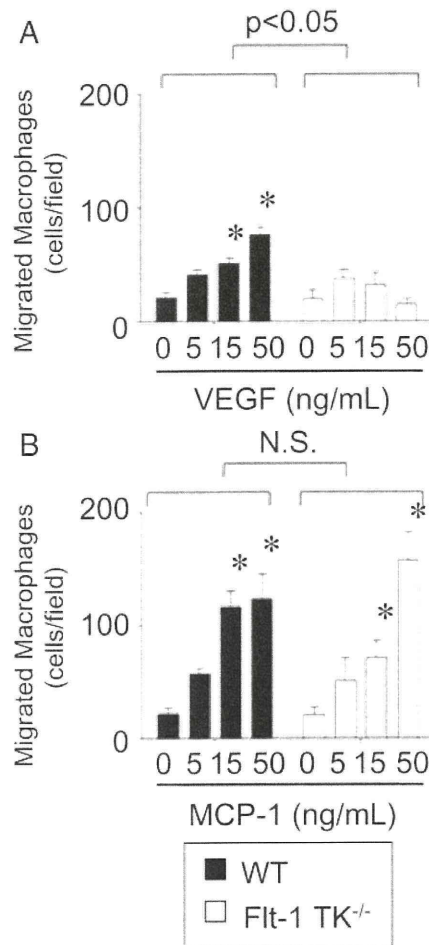 A
p<0.05
200
100
0
Migrated Macrophages
(cells/field)
* *
0 5 15 50 0 5 15 50
VEGF (ng/mL)
B
N.S.
200
100
0
Migrated Macrophages
(cells/field)
* * * *
0 5 15 50 0 5 15 50
MCP-1 (ng/mL)
WT
Flt-1 TK-/-